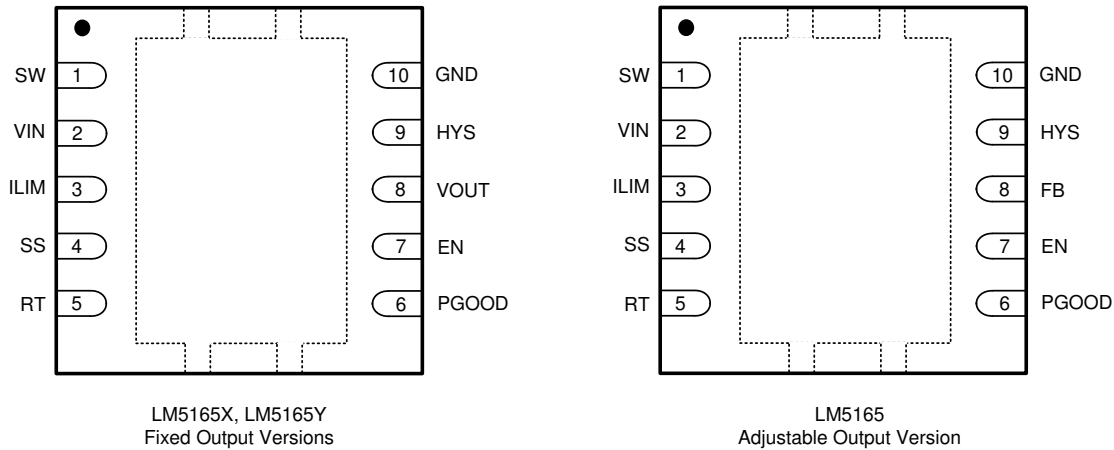 SW 1 10 GND
VIN 2 9 HYS
ILIM 3 8 VOUT
SS 4 7 EN
RT 5 6 PGOOD
LM5165X, LM5165Y
Fixed Output Versions
SW 1 10 GND
VIN 2 9 HYS
ILIM 3 8 FB
SS 4 7 EN
RT 5 6 PGOOD
LM5165
Adjustable Output Version